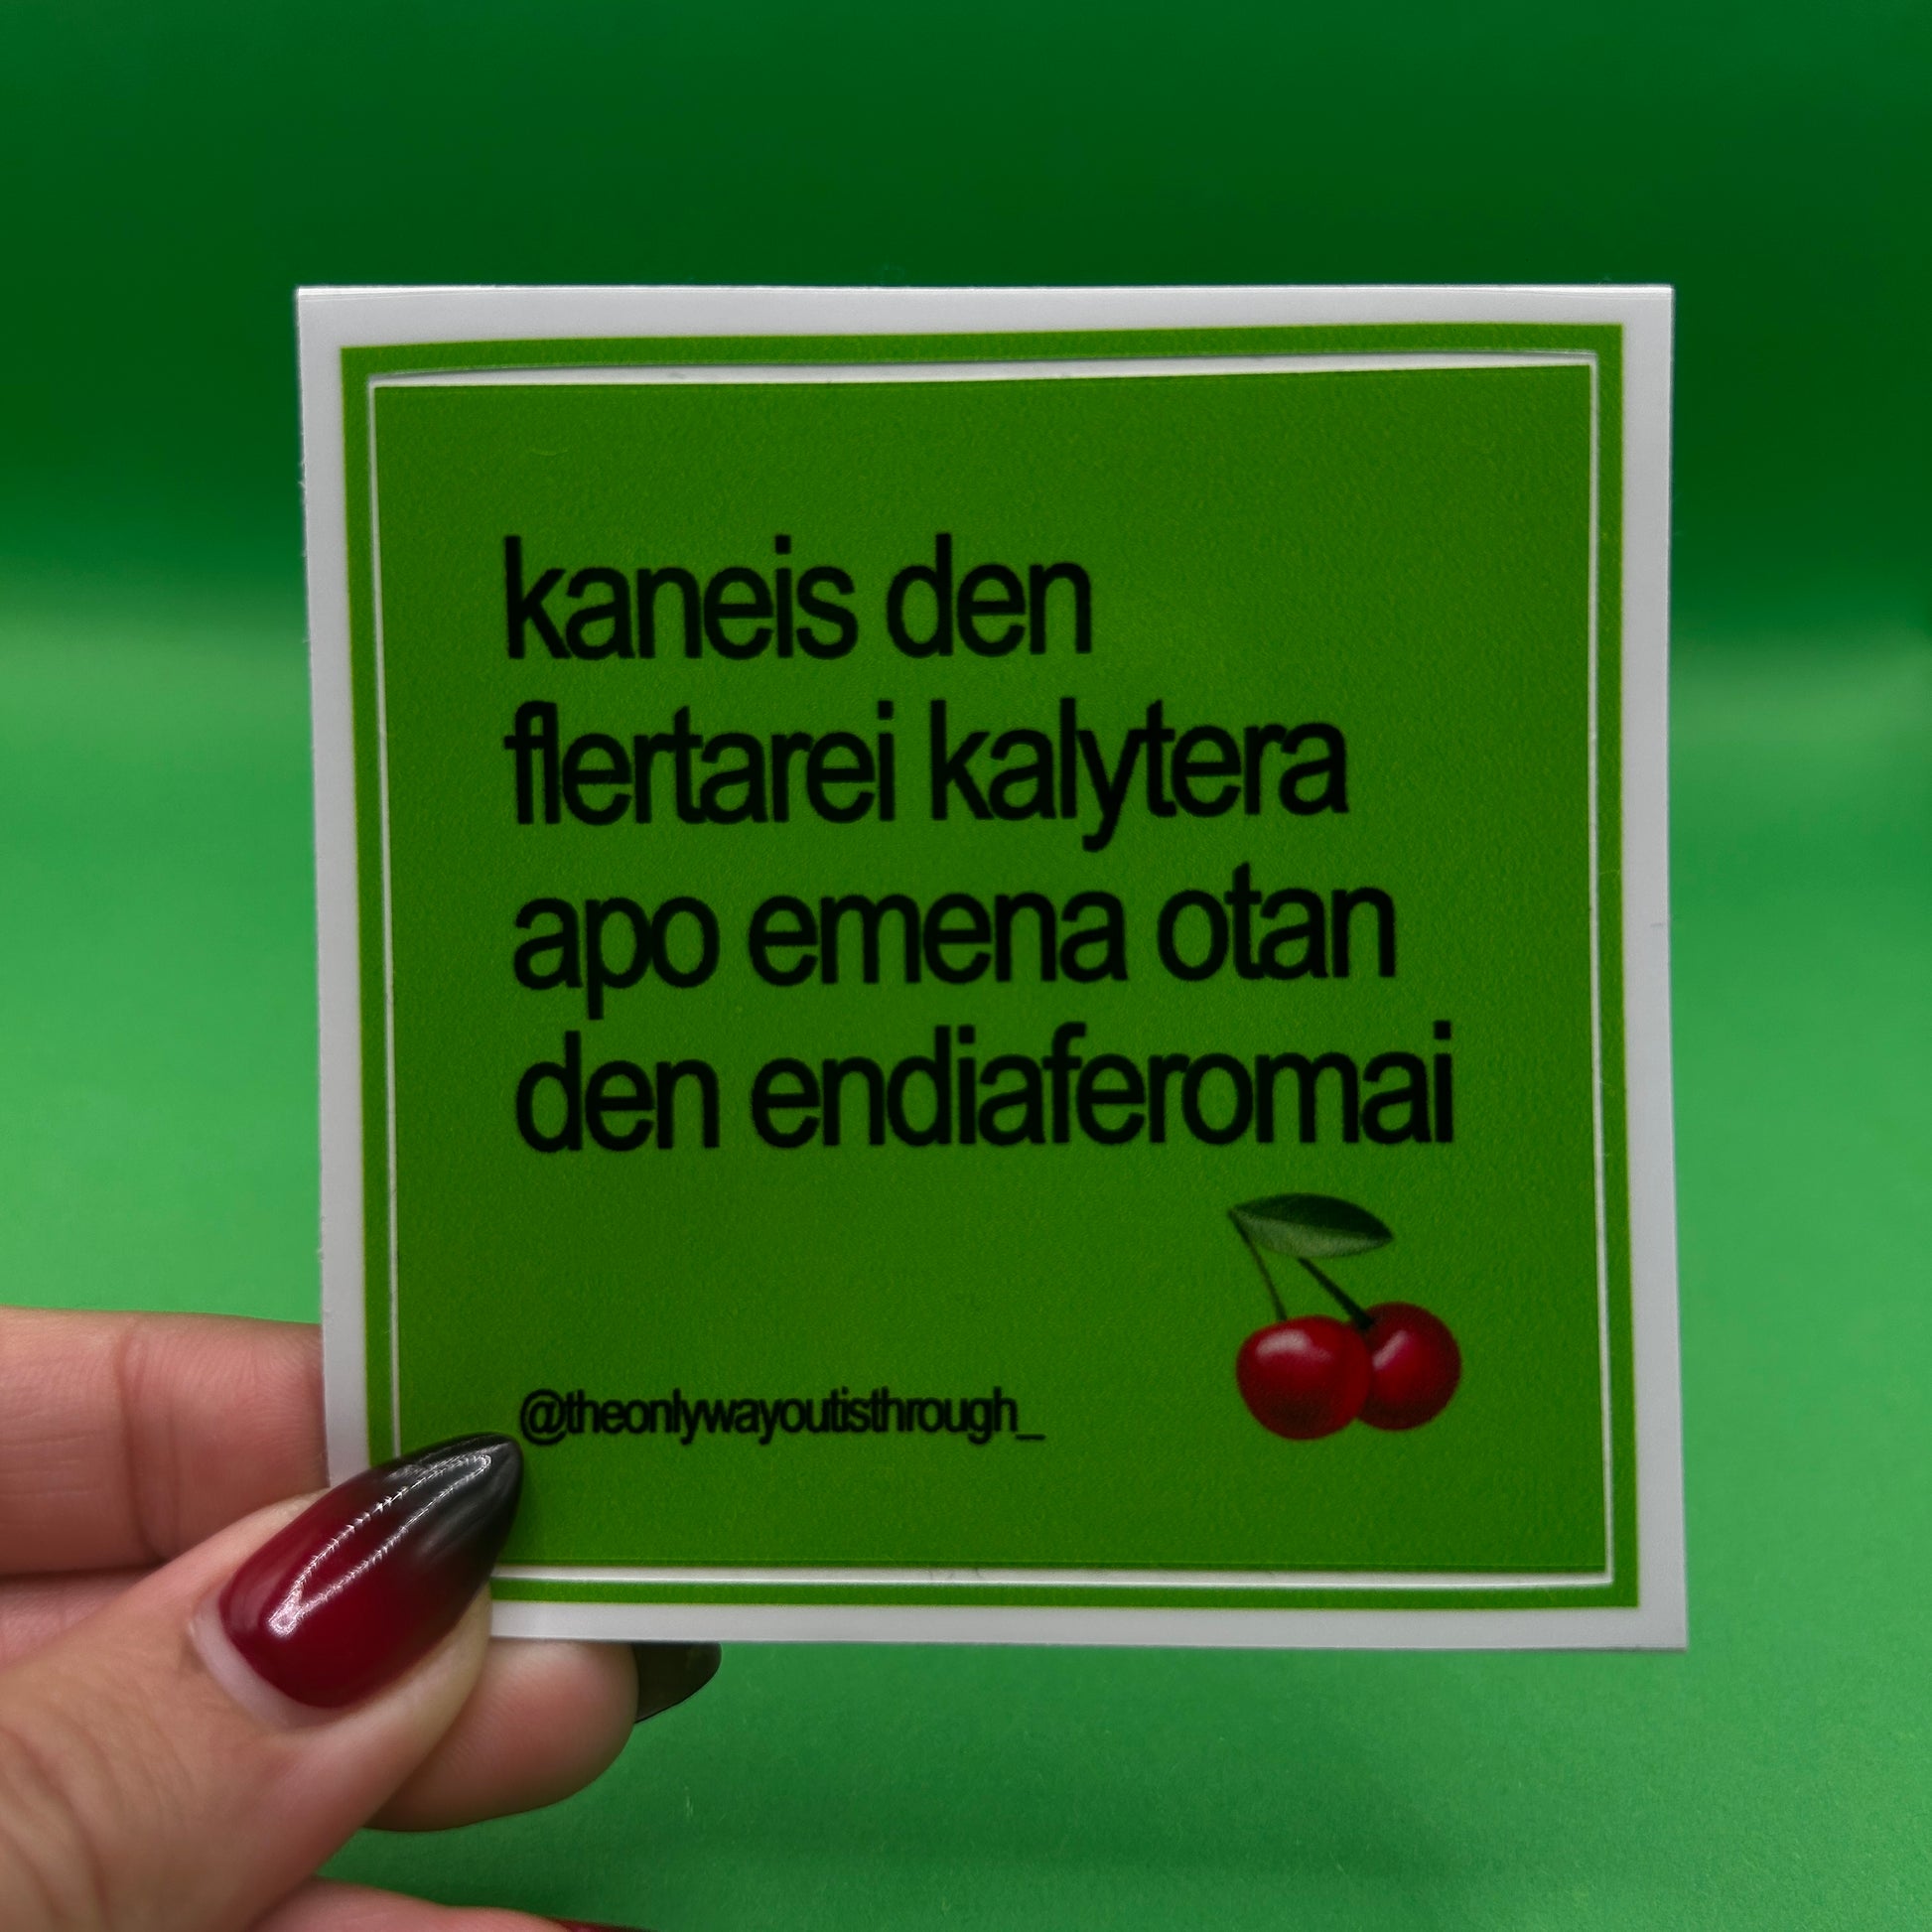 kaneis den
flertarei kalytera
apo emena otan
den endiaferomai
@theonlywayoutisthrough_